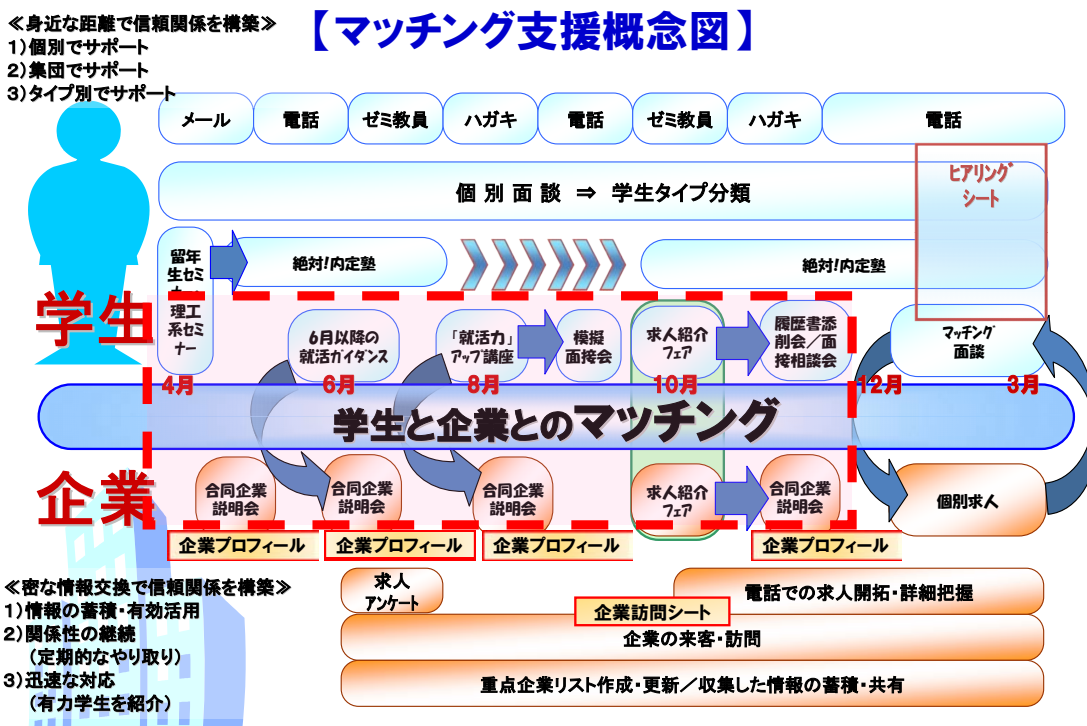 ≪身近な距離で信頼関係を構築≫
1)個別でサポート
2)集団でサポート
3)タイプ別でサポート
【マッチング支援概念図】
メール
電話
ゼミ教員
ハガキ
電話
ゼミ教員
ハガキ
電話
ヒアリング
シート
個別面談 ⇒ 学生タイプ分類
留年
生セミ
ナー
絶対!内定塾
絶対!内定塾
学生
理工
系セミ
ナー
6月以降の
就活ガイダンス
「就活力」
アップ講座
模擬
面接会
求人紹介
フェア
履歴書添
削会/面
接相談会
マッチング
面談
4月
6月
8月
10月
12月
3月
学生と企業とのマッチング
企業
合同企業
説明会
合同企業
説明会
合同企業
説明会
求人紹介
フェア
合同企業
説明会
個別求人
企業プロフィール
企業プロフィール
企業プロフィール
企業プロフィール
≪密な情報交換で信頼関係を構築≫
1)情報の蓄積・有効活用
2)関係性の継続
(定期的なやり取り)
3)迅速な対応
(有力学生を紹介)
求人
アンケート
電話での求人開拓・詳細把握
企業訪問シート
企業の来客・訪問
重点企業リスト作成・更新/収集した情報の蓄積・共有